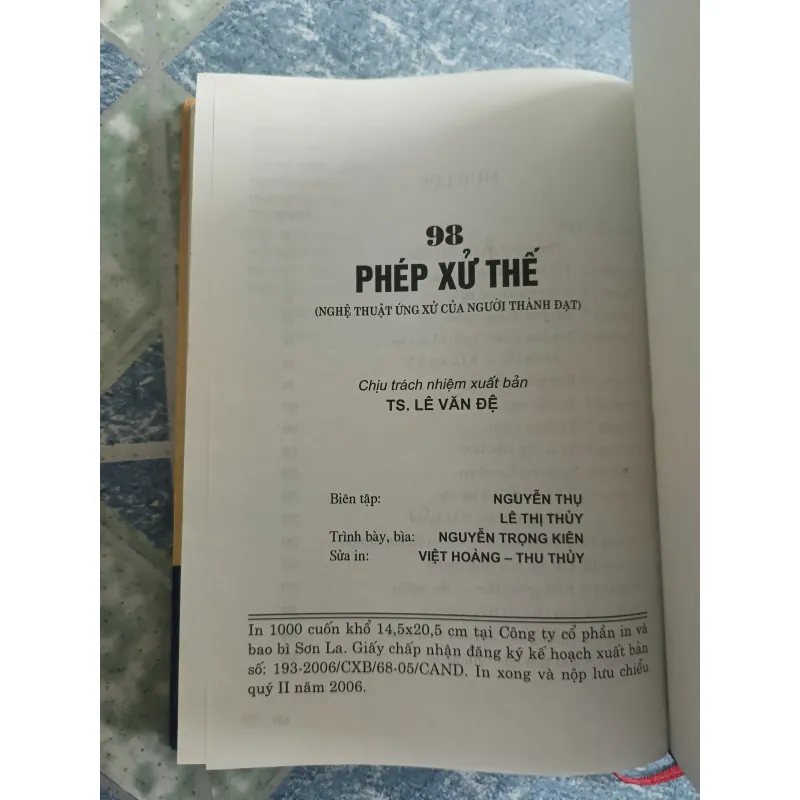 98
PHÉP XỬ THẾ
(NGHỆ THUẬT ỨNG XỬ CỦA NGƯỜI THÀNH ĐẠT)
Chịu trách nhiệm xuất bản
TS. LÊ VĂN ĐỆ
Biên tập: NGUYỄN THỤ
LÊ THỊ THỦY
Trình bày, bìa: NGUYỄN TRỌNG KIÊN
Sửa in: VIỆT HOÀNG – THU THỦY
In 1000 cuốn khổ 14,5x20,5 cm tại Công ty cổ phần in và
bao bì Sơn La. Giấy chấp nhận đăng ký kế hoạch xuất bản
số: 193-2006/CXB/68-05/CAND. In xong và nộp lưu chiểu
quý II năm 2006.